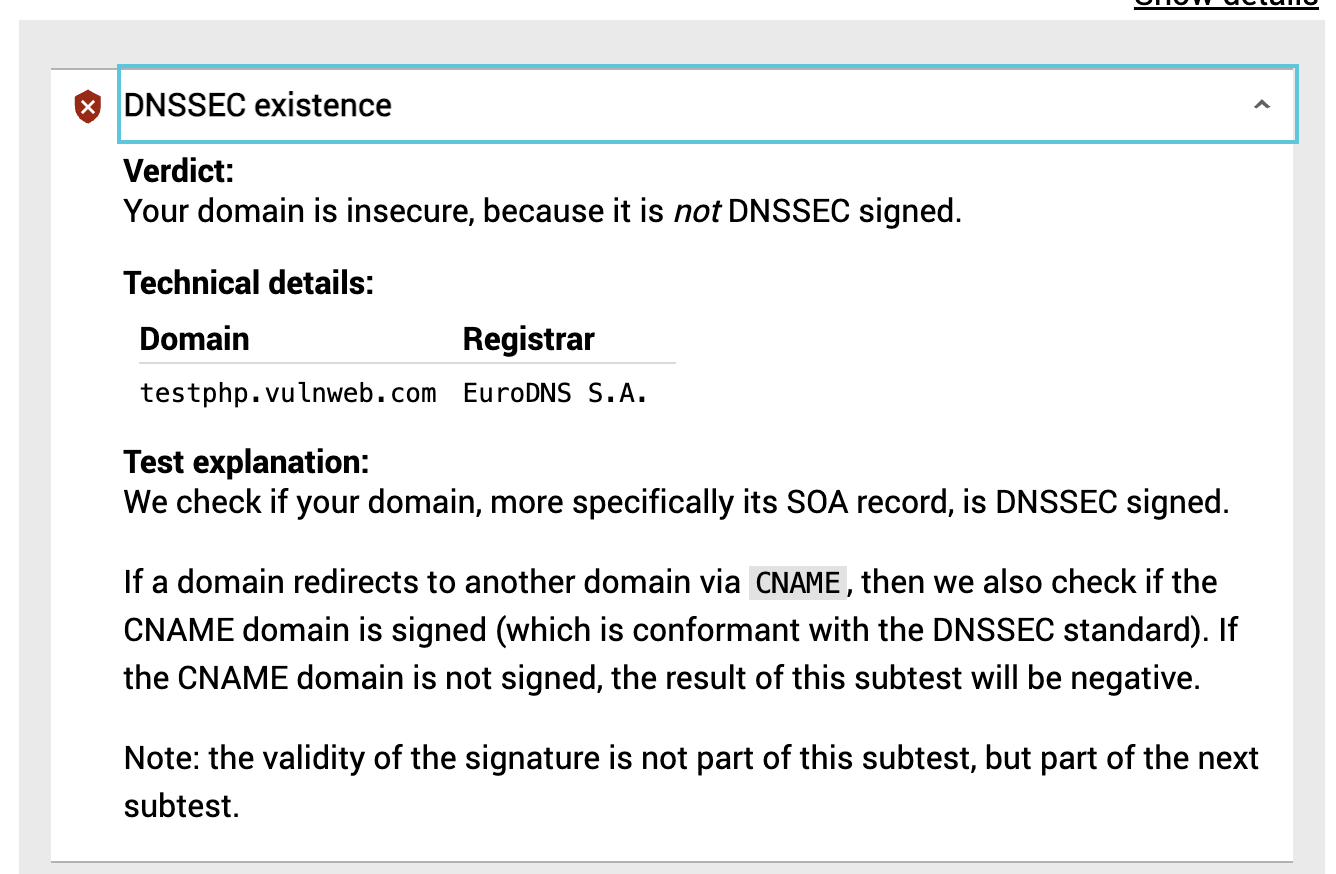 Show details
DNSSEC existence
Verdict:
Your domain is insecure, because it is not DNSSEC signed.
Technical details:
Domain Registrar
testphp.vulnweb.com EuroDNS S.A.
Test explanation:
We check if your domain, more specifically its SOA record, is DNSSEC signed.
If a domain redirects to another domain via CNAME, then we also check if the
CNAME domain is signed (which is conformant with the DNSSEC standard). If
the CNAME domain is not signed, the result of this subtest will be negative.
Note: the validity of the signature is not part of this subtest, but part of the next
subtest.